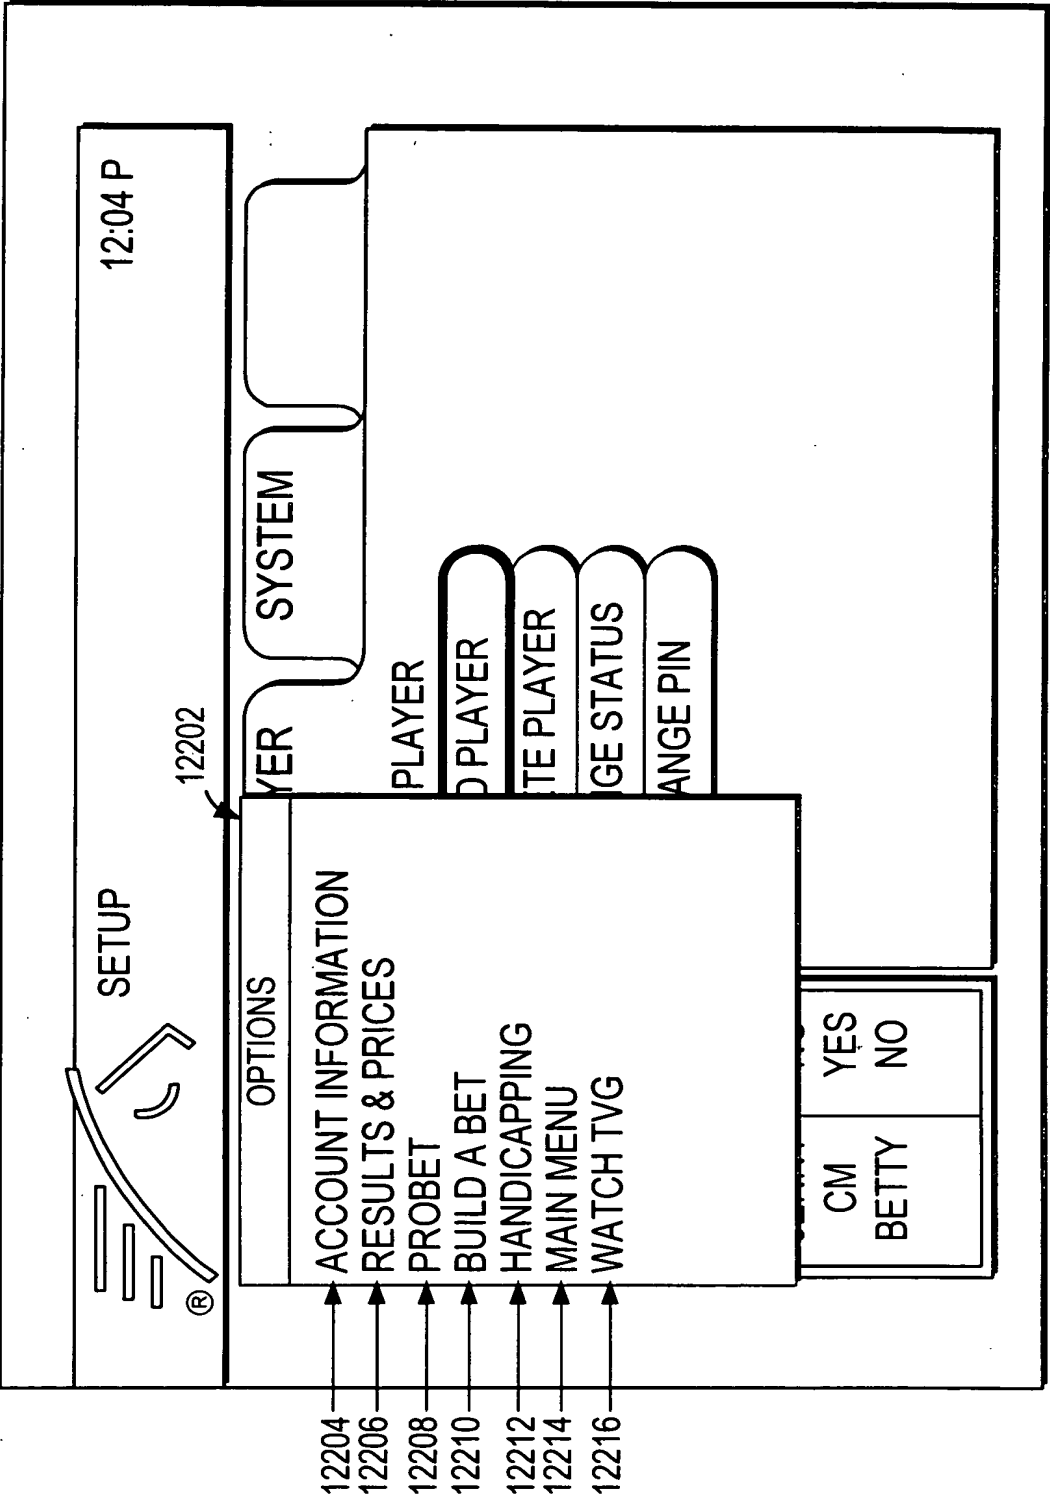 SETUP
12:04 P
®
12202
OPTIONS
YER
SYSTEM
12204 ACCOUNT INFORMATION
12206 RESULTS & PRICES
12208 PROBET
12210 BUILD A BET
12212 HANDICAPPING
12214 MAIN MENU
12216 WATCH TVG
PLAYER
D PLAYER
TE PLAYER
GE STATUS
ANGE PIN
CM YES
BETTY NO